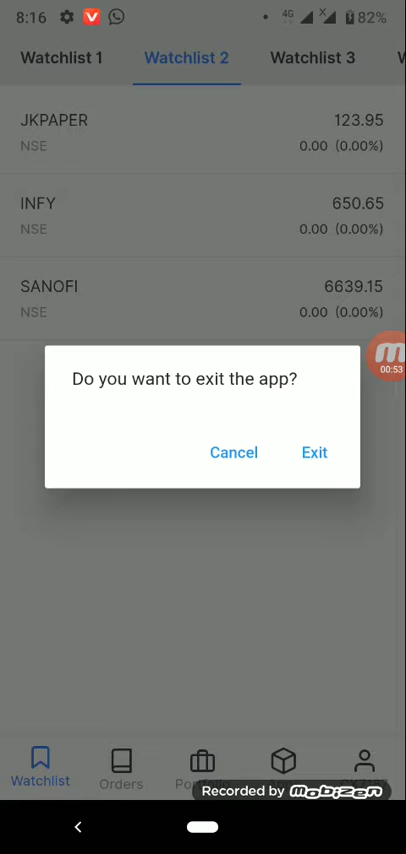 8:16 4G X 82%
Watchlist 1 Watchlist 2 Watchlist 3
JKPAPER 123.95
NSE 0.00 (0.00%)
INFY 650.65
NSE 0.00 (0.00%)
SANOFI 6639.15
NSE 0.00 (0.00%)
00:53
Do you want to exit the app?
Cancel Exit
Watchlist Orders
Recorded by mobizen